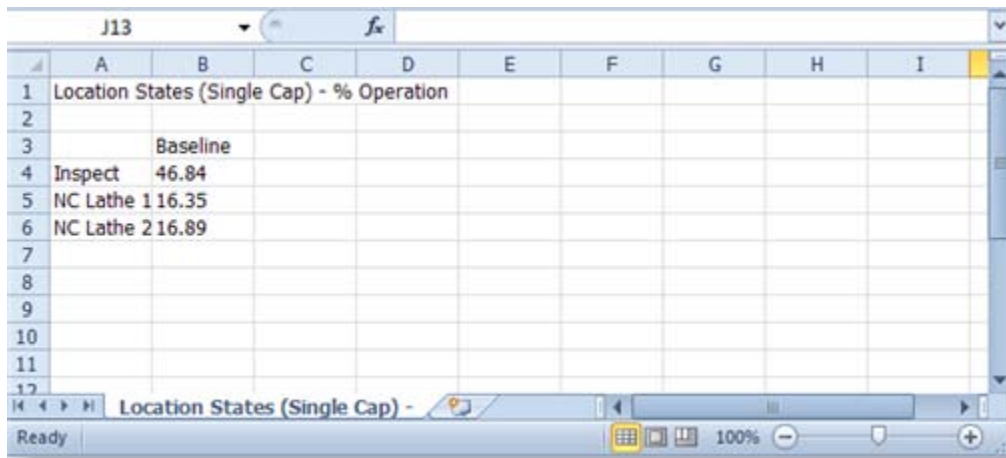 J13 fx
A B C D E F G H I
1 Location States (Single Cap) - % Operation
2
3 Baseline
4 Inspect 46.84
5 NC Lathe 1 16.35
6 NC Lathe 2 16.89
7
8
9
10
11
12
Location States (Single Cap) -
Ready 100%